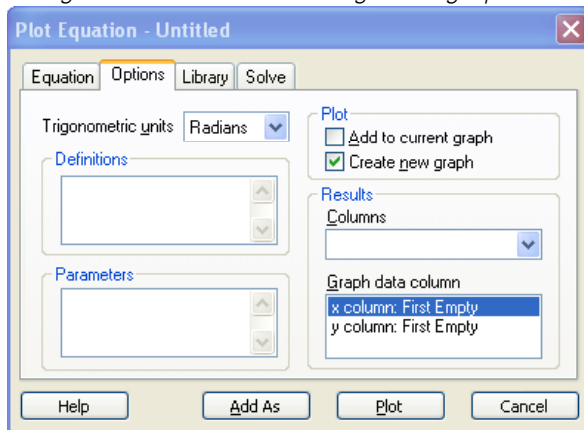 Plot Equation - Untitled
Equation Options Library Solve
Trigonometric units Radians
Definitions
Parameters
Plot
Add to current graph
Create new graph
Results
Columns
Graph data column
x column: First Empty
y column: First Empty
Help Add As Plot Cancel